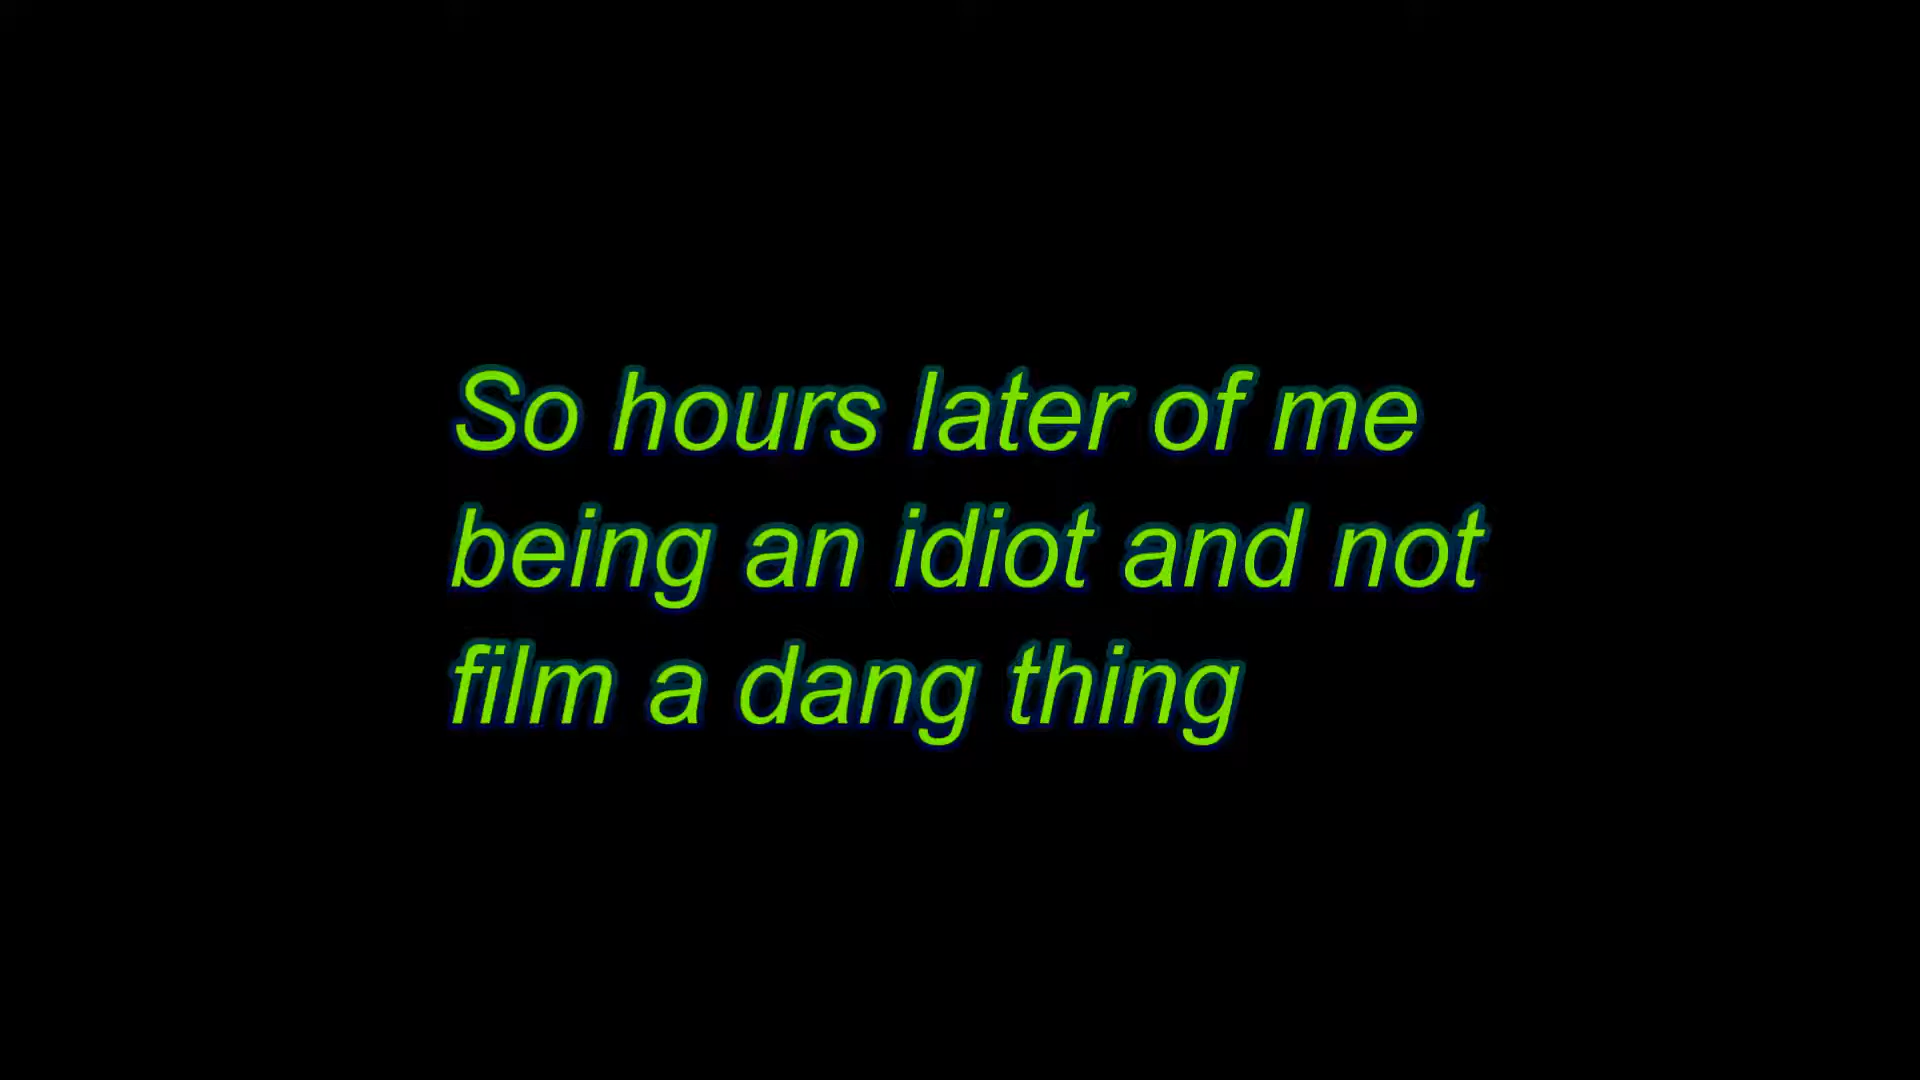 So hours later of me
being an idiot and not
film a dang thing